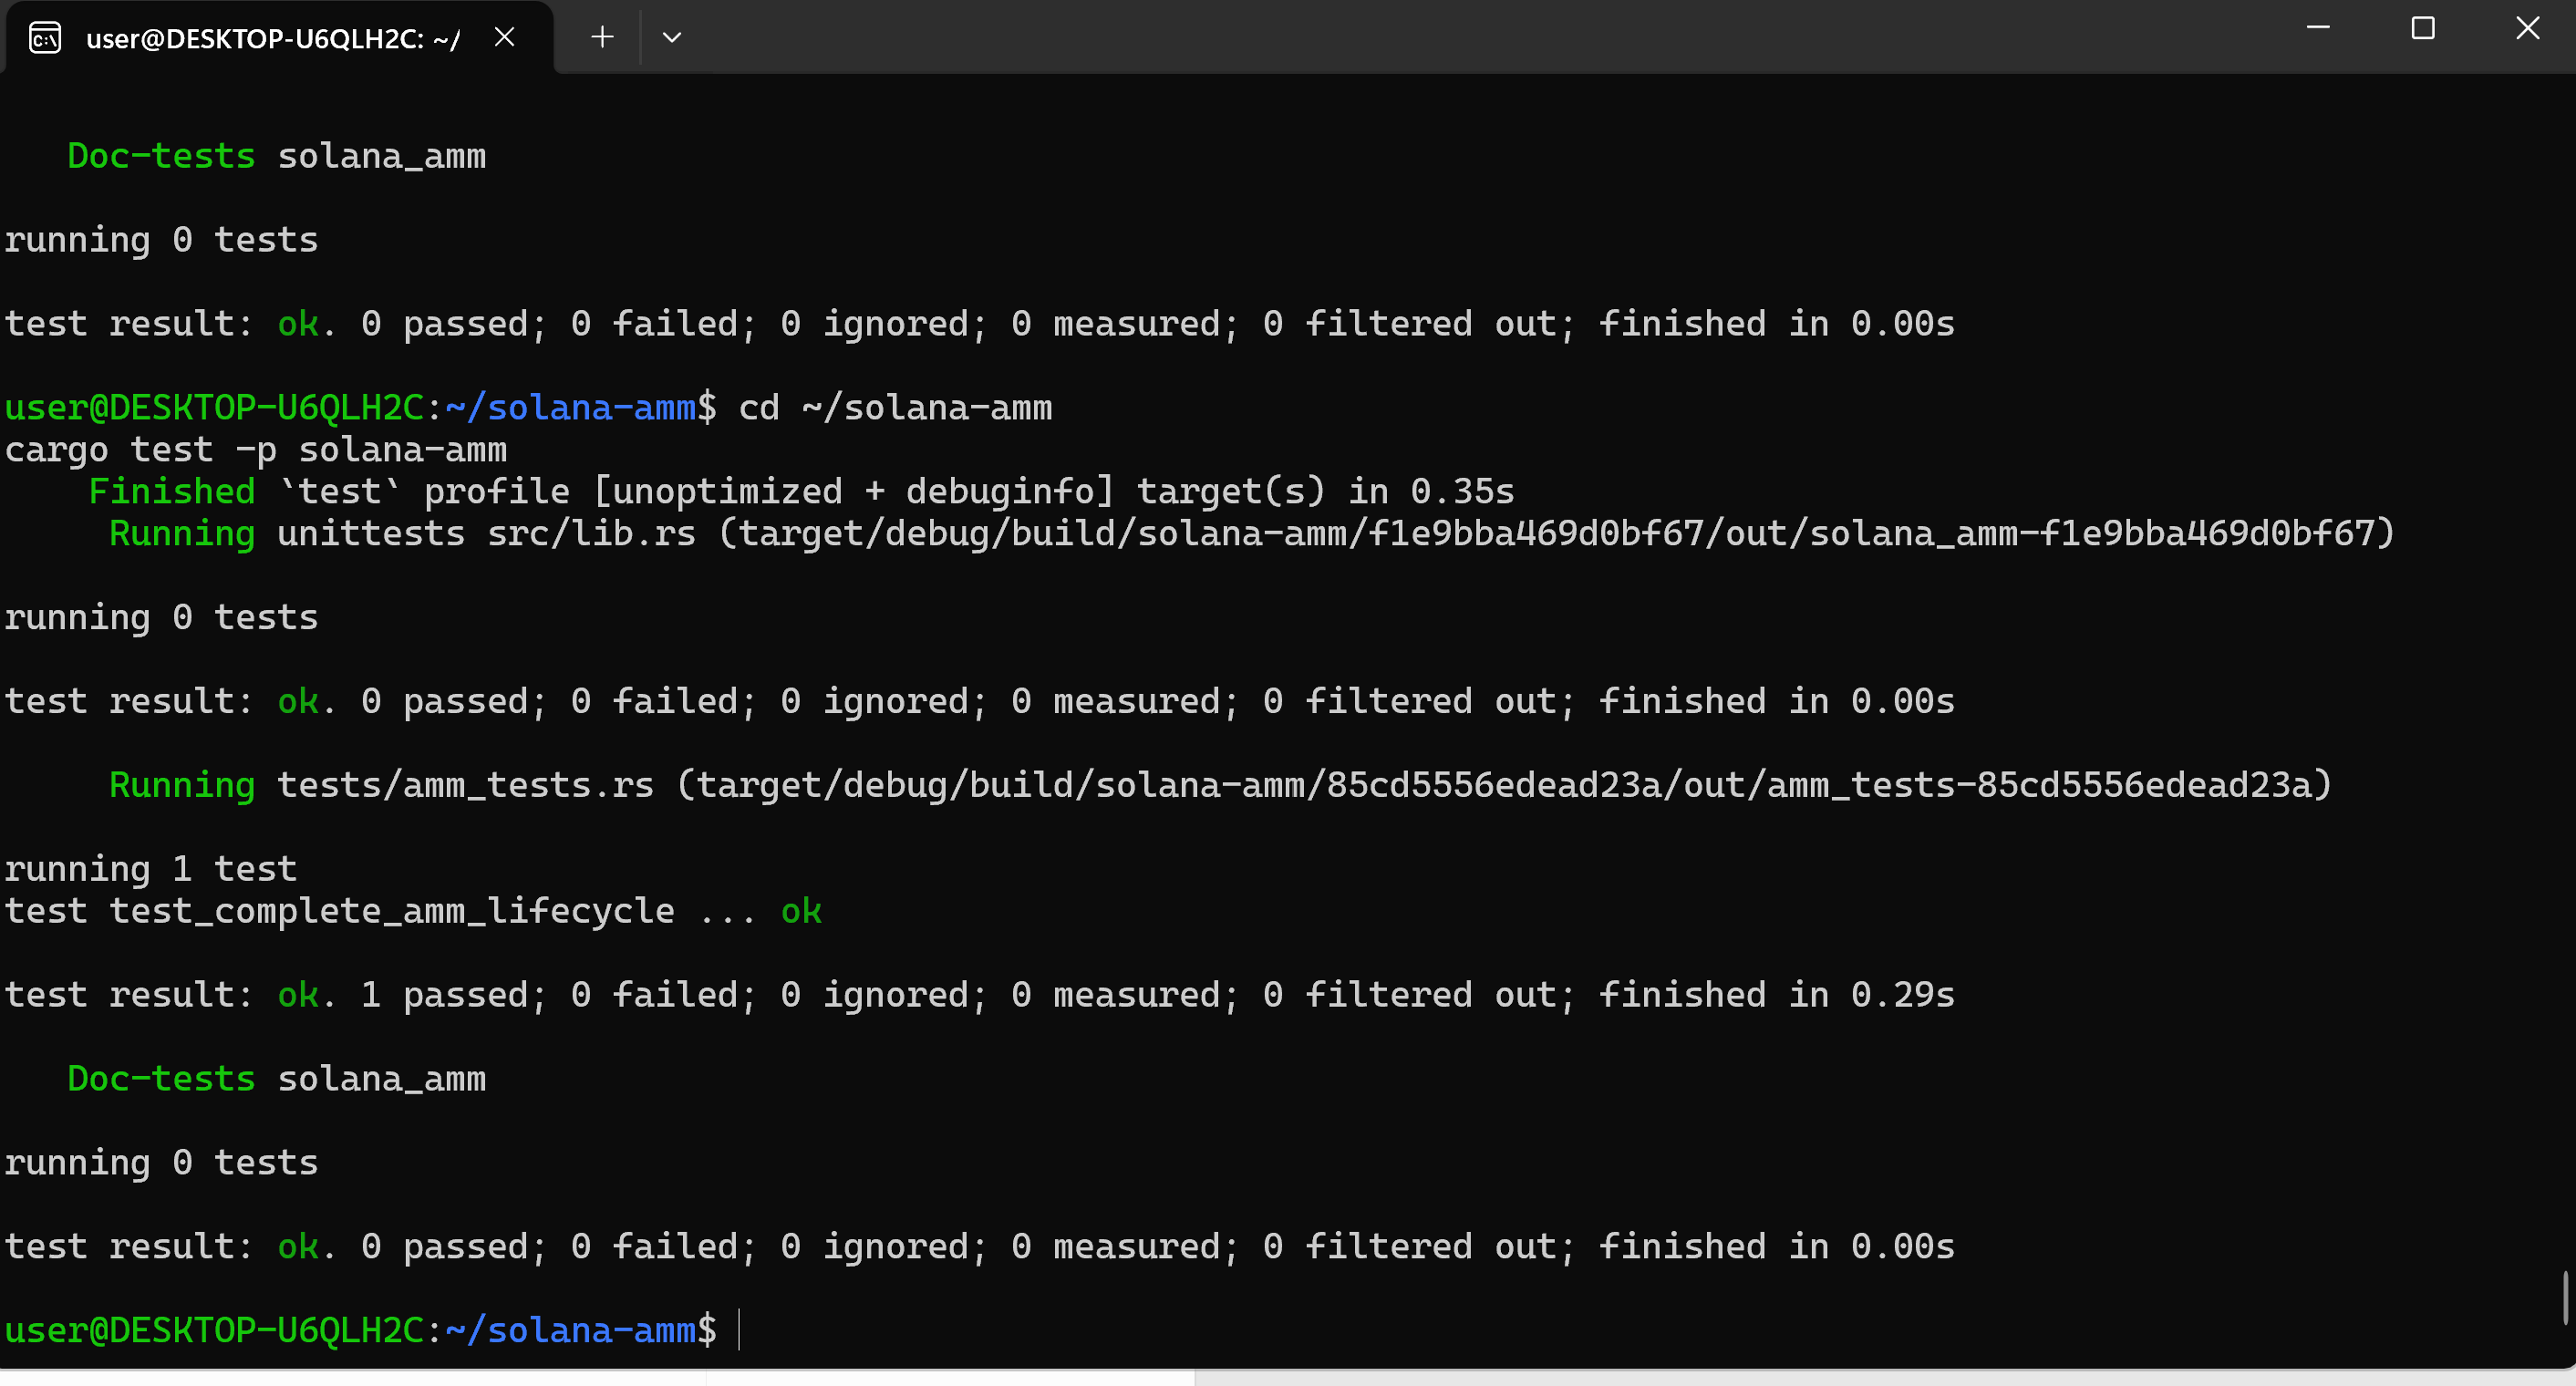 user@DESKTOP-U6QLH2C: ~/
Doc-tests solana_amm
running 0 tests
test result: ok. 0 passed; 0 failed; 0 ignored; 0 measured; 0 filtered out; finished in 0.00s
user@DESKTOP-U6QLH2C:~/solana-amm$ cd ~/solana-amm
cargo test -p solana-amm
Finished `test` profile [unoptimized + debuginfo] target(s) in 0.35s
Running unittests src/lib.rs (target/debug/build/solana-amm/f1e9bba469d0bf67/out/solana_amm-f1e9bba469d0bf67)
running 0 tests
test result: ok. 0 passed; 0 failed; 0 ignored; 0 measured; 0 filtered out; finished in 0.00s
Running tests/amm_tests.rs (target/debug/build/solana-amm/85cd5556edead23a/out/amm_tests-85cd5556edead23a)
running 1 test
test test_complete_amm_lifecycle ... ok
test result: ok. 1 passed; 0 failed; 0 ignored; 0 measured; 0 filtered out; finished in 0.29s
Doc-tests solana_amm
running 0 tests
test result: ok. 0 passed; 0 failed; 0 ignored; 0 measured; 0 filtered out; finished in 0.00s
user@DESKTOP-U6QLH2C:~/solana-amm$